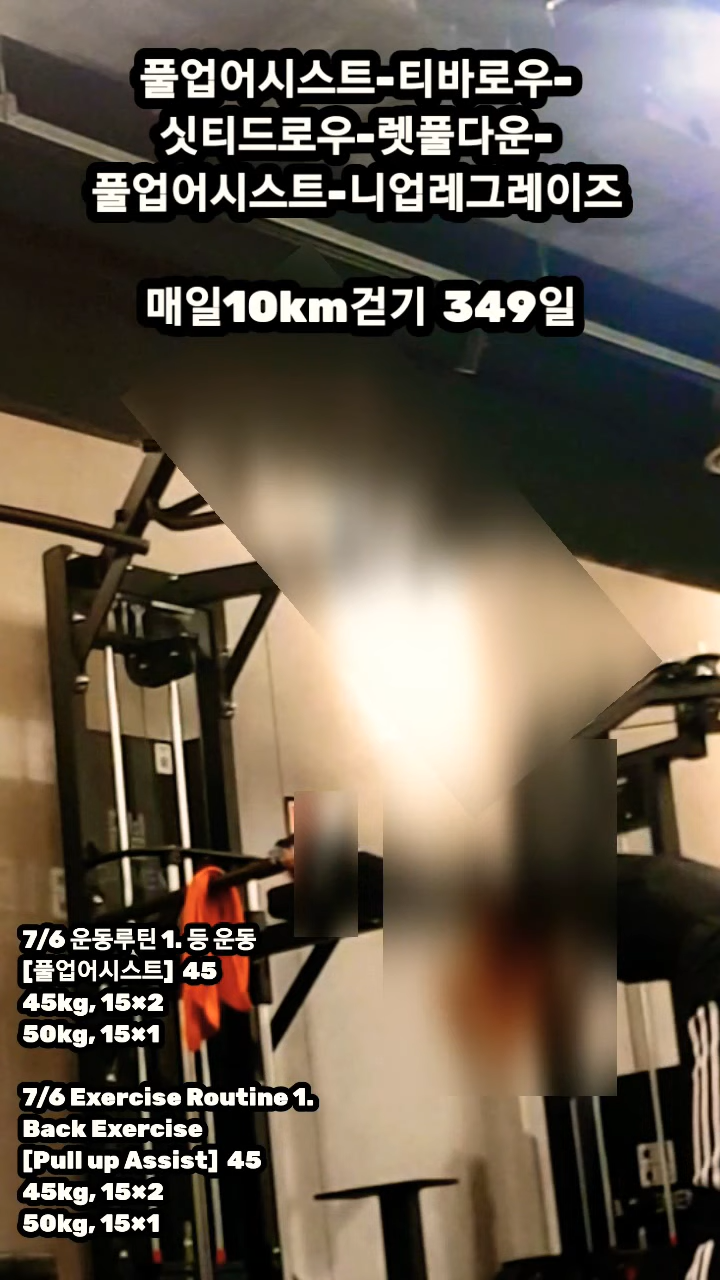 풀업어시스트-티바로우-
싯티드로우-렛풀다운-
풀업어시스트-니업레그레이즈
매일10km걷기 349일
7/6 운동루틴 1. 등 운동
[풀업어시스트] 45
45kg, 15×2
50kg, 15×1
7/6 Exercise Routine 1.
Back Exercise
[Pull up Assist] 45
45kg, 15×2
50kg, 15×1